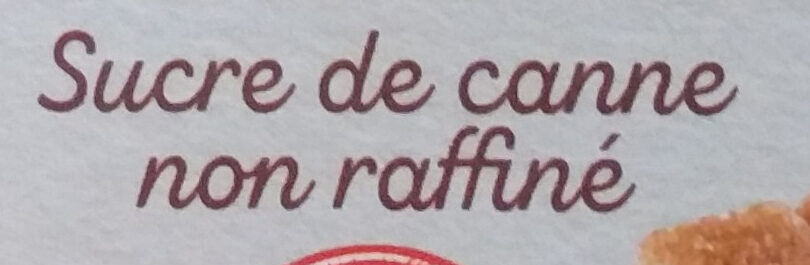 Sucre de canne
non raffiné